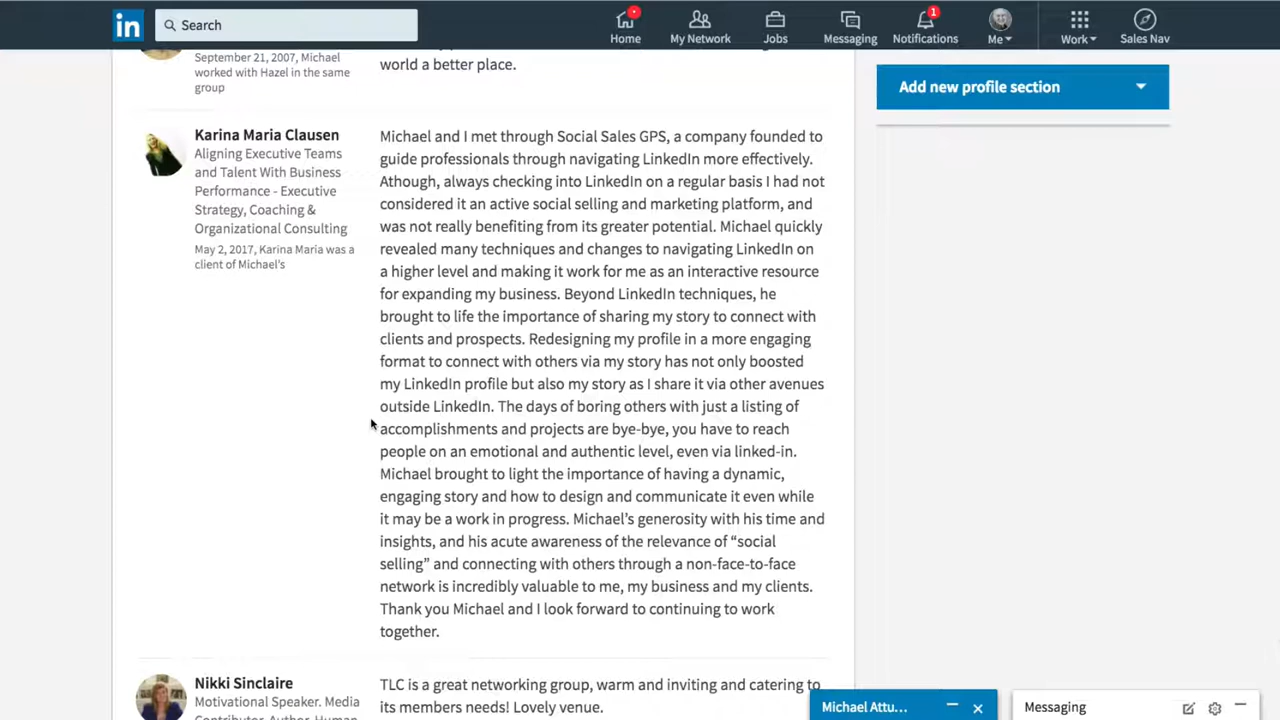 in
Search
Home
My Network
Jobs
Messaging
1
Notifications
Me
Work
Sales Nav
September 21, 2007, Michael
worked with Hazel in the same
group
world a better place.
Add new profile section
Karina Maria Clausen
Aligning Executive Teams
and Talent With Business
Performance - Executive
Strategy, Coaching &
Organizational Consulting
May 2, 2017, Karina Maria was a
client of Michael's
Michael and I met through Social Sales GPS, a company founded to
guide professionals through navigating LinkedIn more effectively.
Athough, always checking into LinkedIn on a regular basis I had not
considered it an active social selling and marketing platform, and
was not really benefiting from its greater potential. Michael quickly
revealed many techniques and changes to navigating LinkedIn on
a higher level and making it work for me as an interactive resource
for expanding my business. Beyond LinkedIn techniques, he
brought to life the importance of sharing my story to connect with
clients and prospects. Redesigning my profile in a more engaging
format to connect with others via my story has not only boosted
my LinkedIn profile but also my story as I share it via other avenues
outside LinkedIn. The days of boring others with just a listing of
accomplishments and projects are bye-bye, you have to reach
people on an emotional and authentic level, even via linked-in.
Michael brought to light the importance of having a dynamic,
engaging story and how to design and communicate it even while
it may be a work in progress. Michael’s generosity with his time and
insights, and his acute awareness of the relevance of “social
selling” and connecting with others through a non-face-to-face
network is incredibly valuable to me, my business and my clients.
Thank you Michael and I look forward to continuing to work
together.
Nikki Sinclaire
Motivational Speaker. Media
TLC is a great networking group, warm and inviting and catering to
its members needs! Lovely venue.
Michael Attu...
Messaging